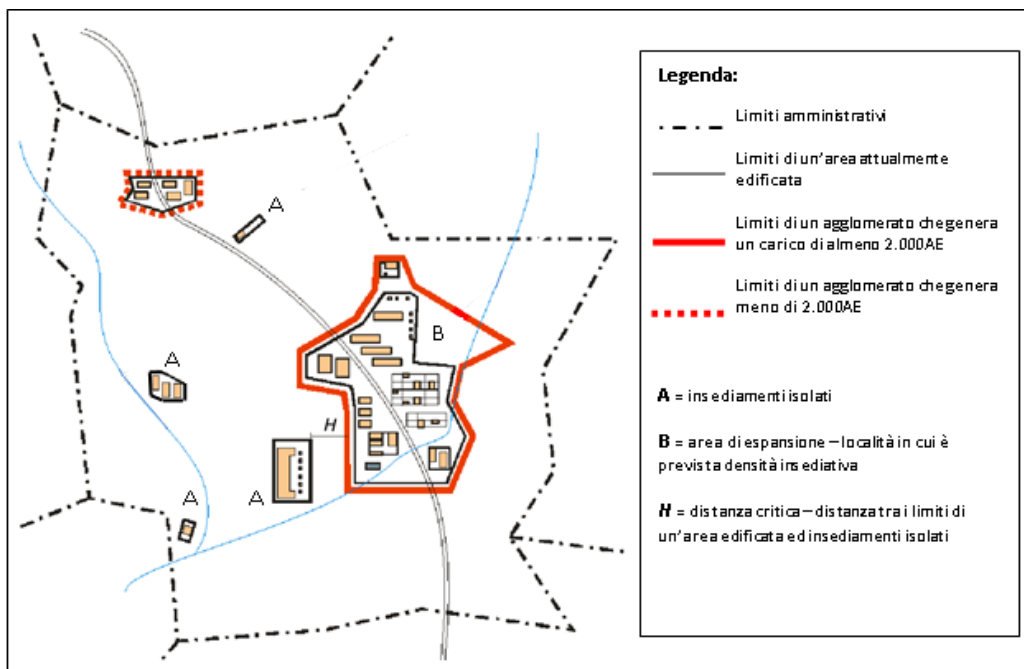 A
B
A
H
A
A
Legenda:
Limiti amministrativi
Limiti di un'area attualmente
edificata
Limiti di un agglomerato che genera
un carico di almeno 2.000AE
Limiti di un agglomerato che genera
meno di 2.000AE
A = insediamenti isolati
B = area di espansione – località in cui è
prevista densità insediativa
H = distanza critica – distanza tra i limiti di
un'area edificata ed insediamenti isolati